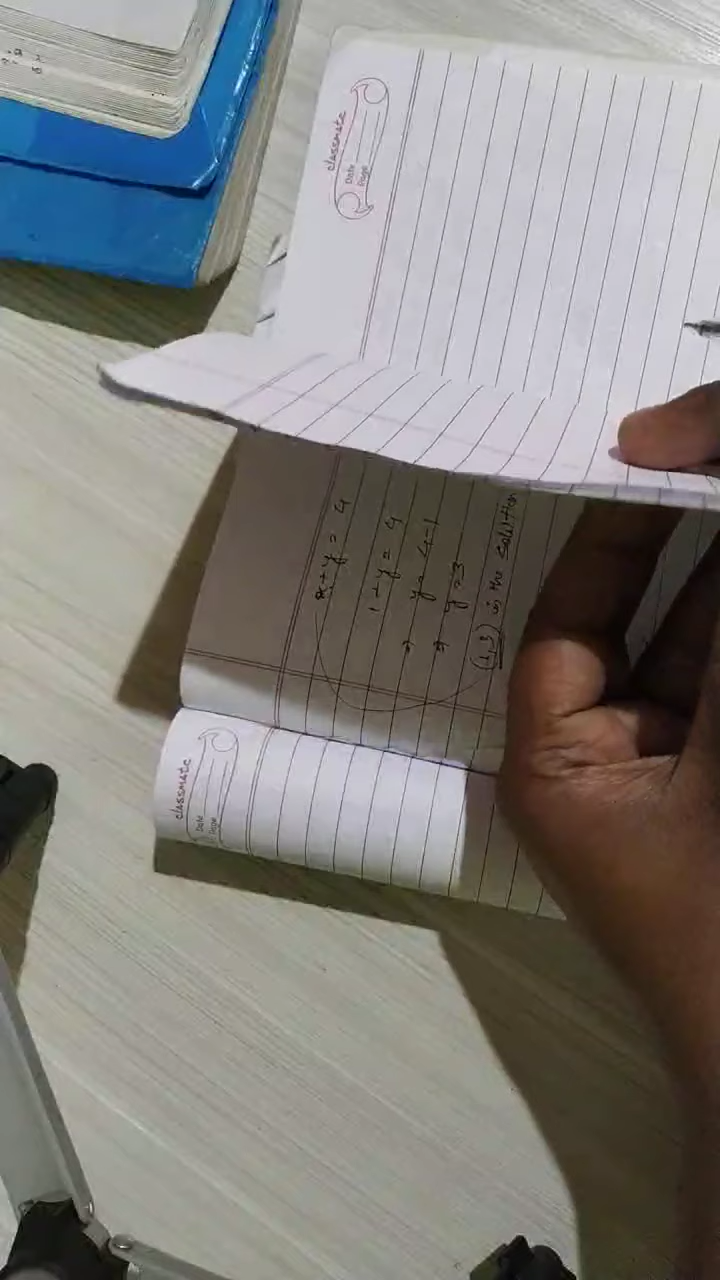 classmate
Date
Page
x + y = 4
1 + y = 4
⇒ y = 4-1
⇒ y = 3
(1,3) is the solution
classmate
Date
Page